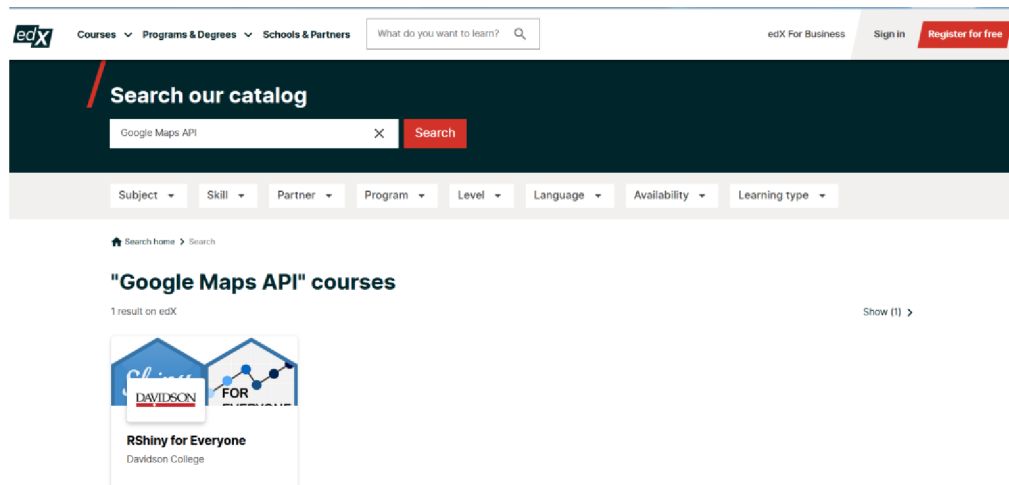 edX Courses Programs & Degrees Schools & Partners What do you want to learn? edX For Business Sign in Register for free
Search our catalog
Google Maps API Search
Subject Skill Partner Program Level Language Availability Learning type
Search home Search
"Google Maps API" courses
1 result on edX Show (1)
DAVIDSON
FOR
RShiny for Everyone
Davidson College